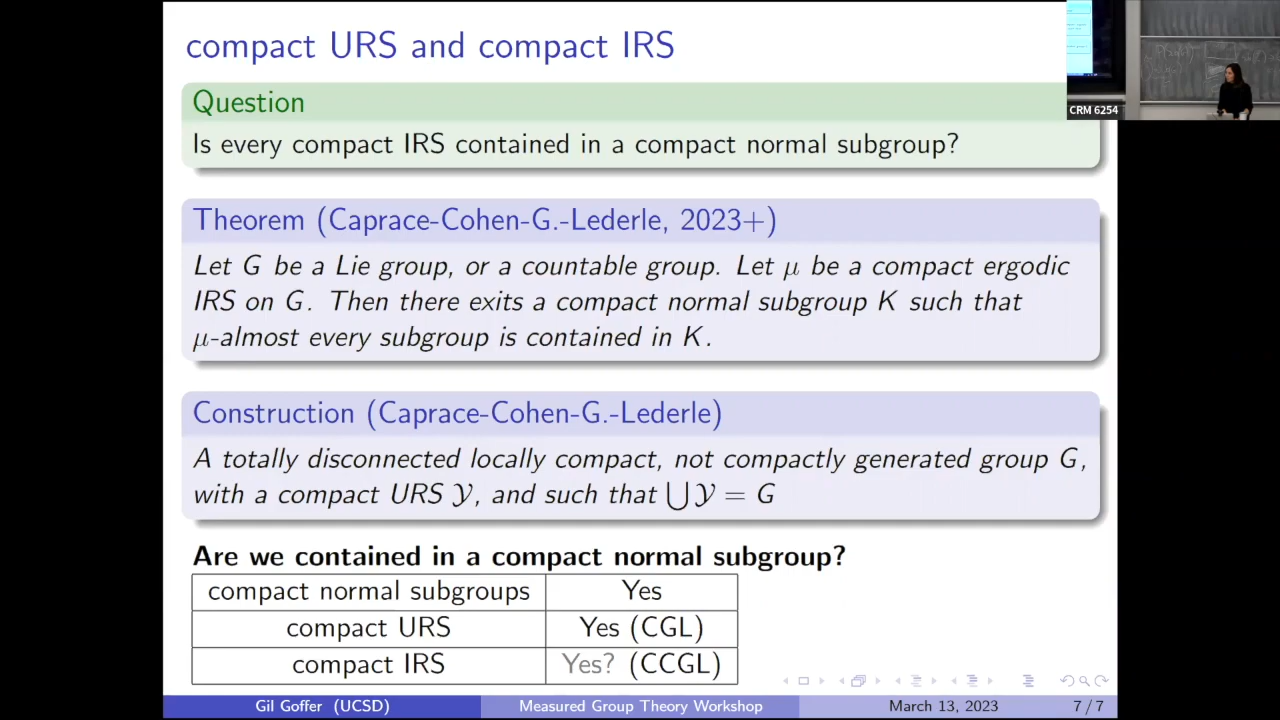 compact URS and compact IRS
Question
Is every compact IRS contained in a compact normal subgroup?
CRM 6254
Theorem (Caprace-Cohen-G.-Lederle, 2023+)
Let G be a Lie group, or a countable group. Let μ be a compact ergodic
IRS on G. Then there exits a compact normal subgroup K such that
μ-almost every subgroup is contained in K.
Construction (Caprace-Cohen-G.-Lederle)
A totally disconnected locally compact, not compactly generated group G,
with a compact URS 𝒴, and such that ⋃𝒴 = G
Are we contained in a compact normal subgroup?
compact normal subgroups Yes
compact URS Yes (CGL)
compact IRS Yes? (CCGL)
Gil Goffer (UCSD) Measured Group Theory Workshop March 13, 2023 7 / 7